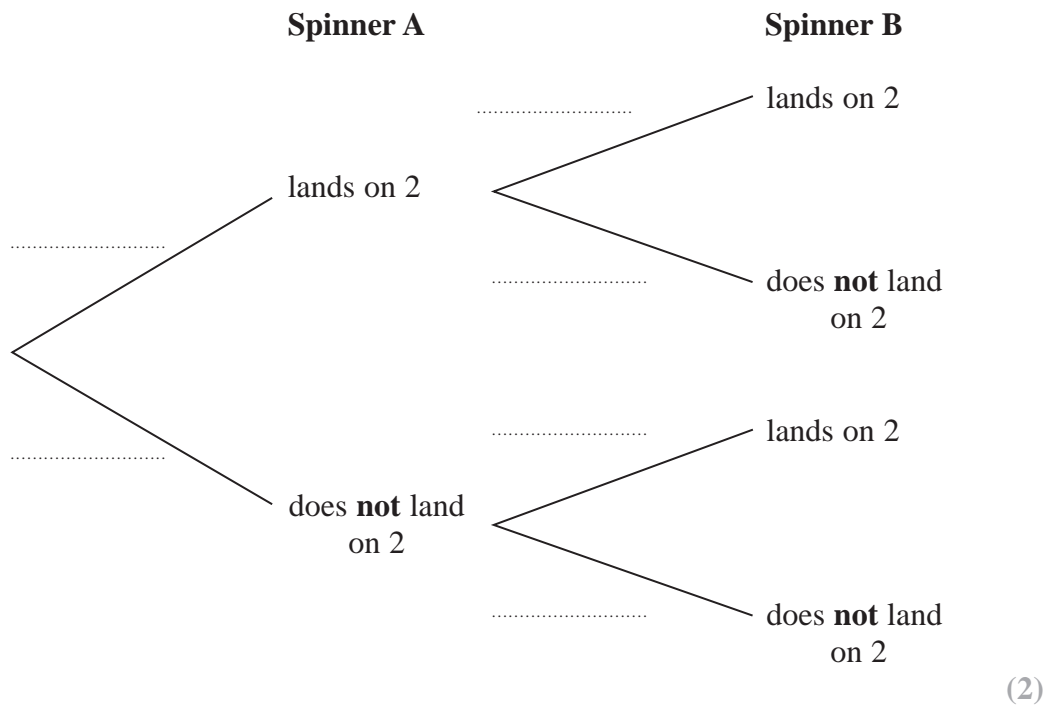 Spinner A
Spinner B
lands on 2
lands on 2
does not land
on 2
lands on 2
does not land
on 2
does not land
on 2
(2)